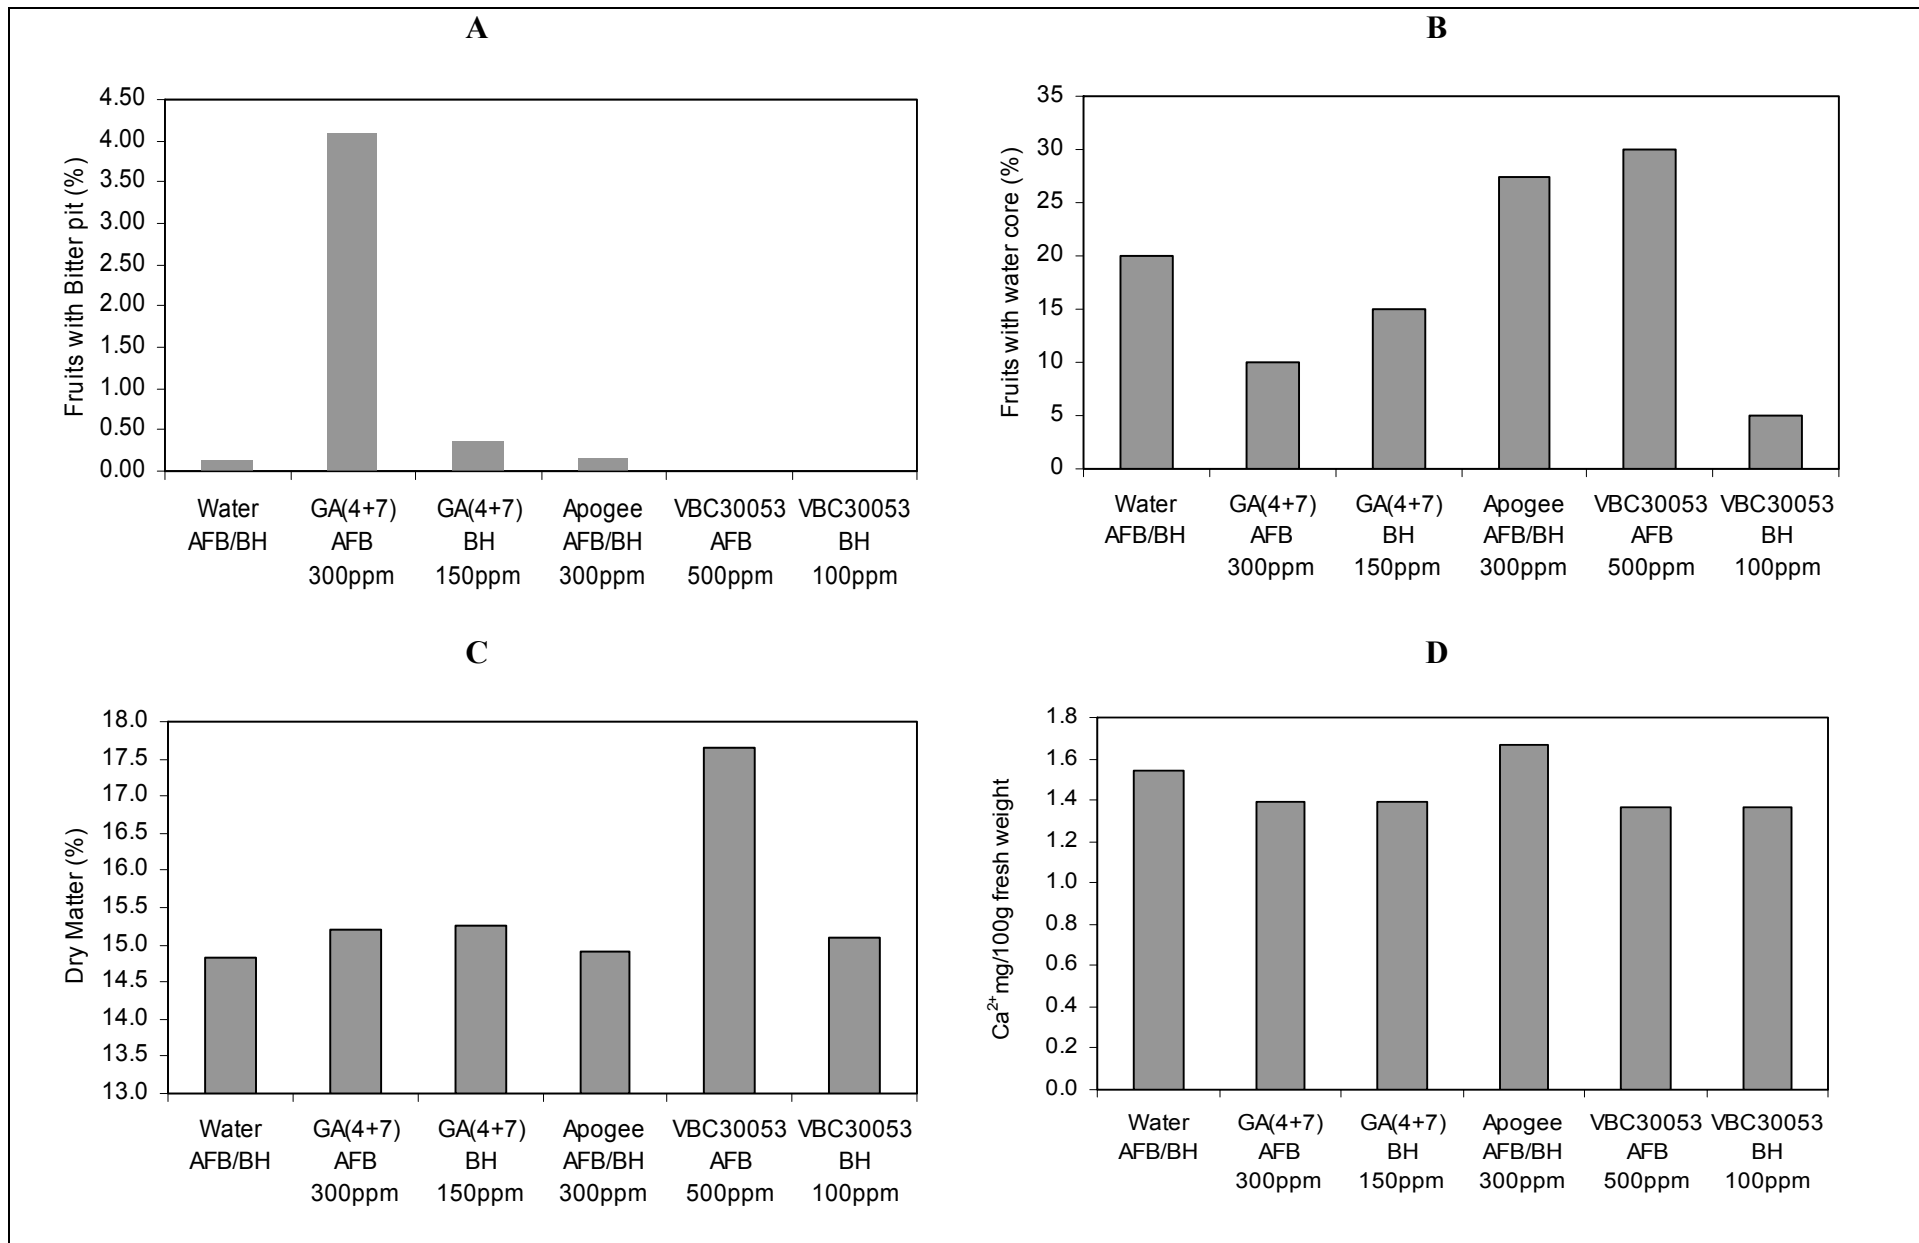 A
Fruits with Bitter pit (%)
4.50
4.00
3.50
3.00
2.50
2.00
1.50
1.00
0.50
0.00
Water GA(4+7) GA(4+7) Apogee VBC30053 VBC30053
AFB/BH AFB BH AFB/BH AFB BH
300ppm 150ppm 300ppm 500ppm 100ppm
B
Fruits with water core (%)
35
30
25
20
15
10
5
0
Water GA(4+7) GA(4+7) Apogee VBC30053 VBC30053
AFB/BH AFB BH AFB/BH AFB BH
300ppm 150ppm 300ppm 500ppm 100ppm
C
Dry Matter (%)
18.0
17.5
17.0
16.5
16.0
15.5
15.0
14.5
14.0
13.5
13.0
Water GA(4+7) GA(4+7) Apogee VBC30053 VBC30053
AFB/BH AFB BH AFB/BH AFB BH
300ppm 150ppm 300ppm 500ppm 100ppm
D
Ca²⁺mg/100g fresh weight
1.8
1.6
1.4
1.2
1.0
0.8
0.6
0.4
0.2
0.0
Water GA(4+7) GA(4+7) Apogee VBC30053 VBC30053
AFB/BH AFB BH AFB/BH AFB BH
300ppm 150ppm 300ppm 500ppm 100ppm